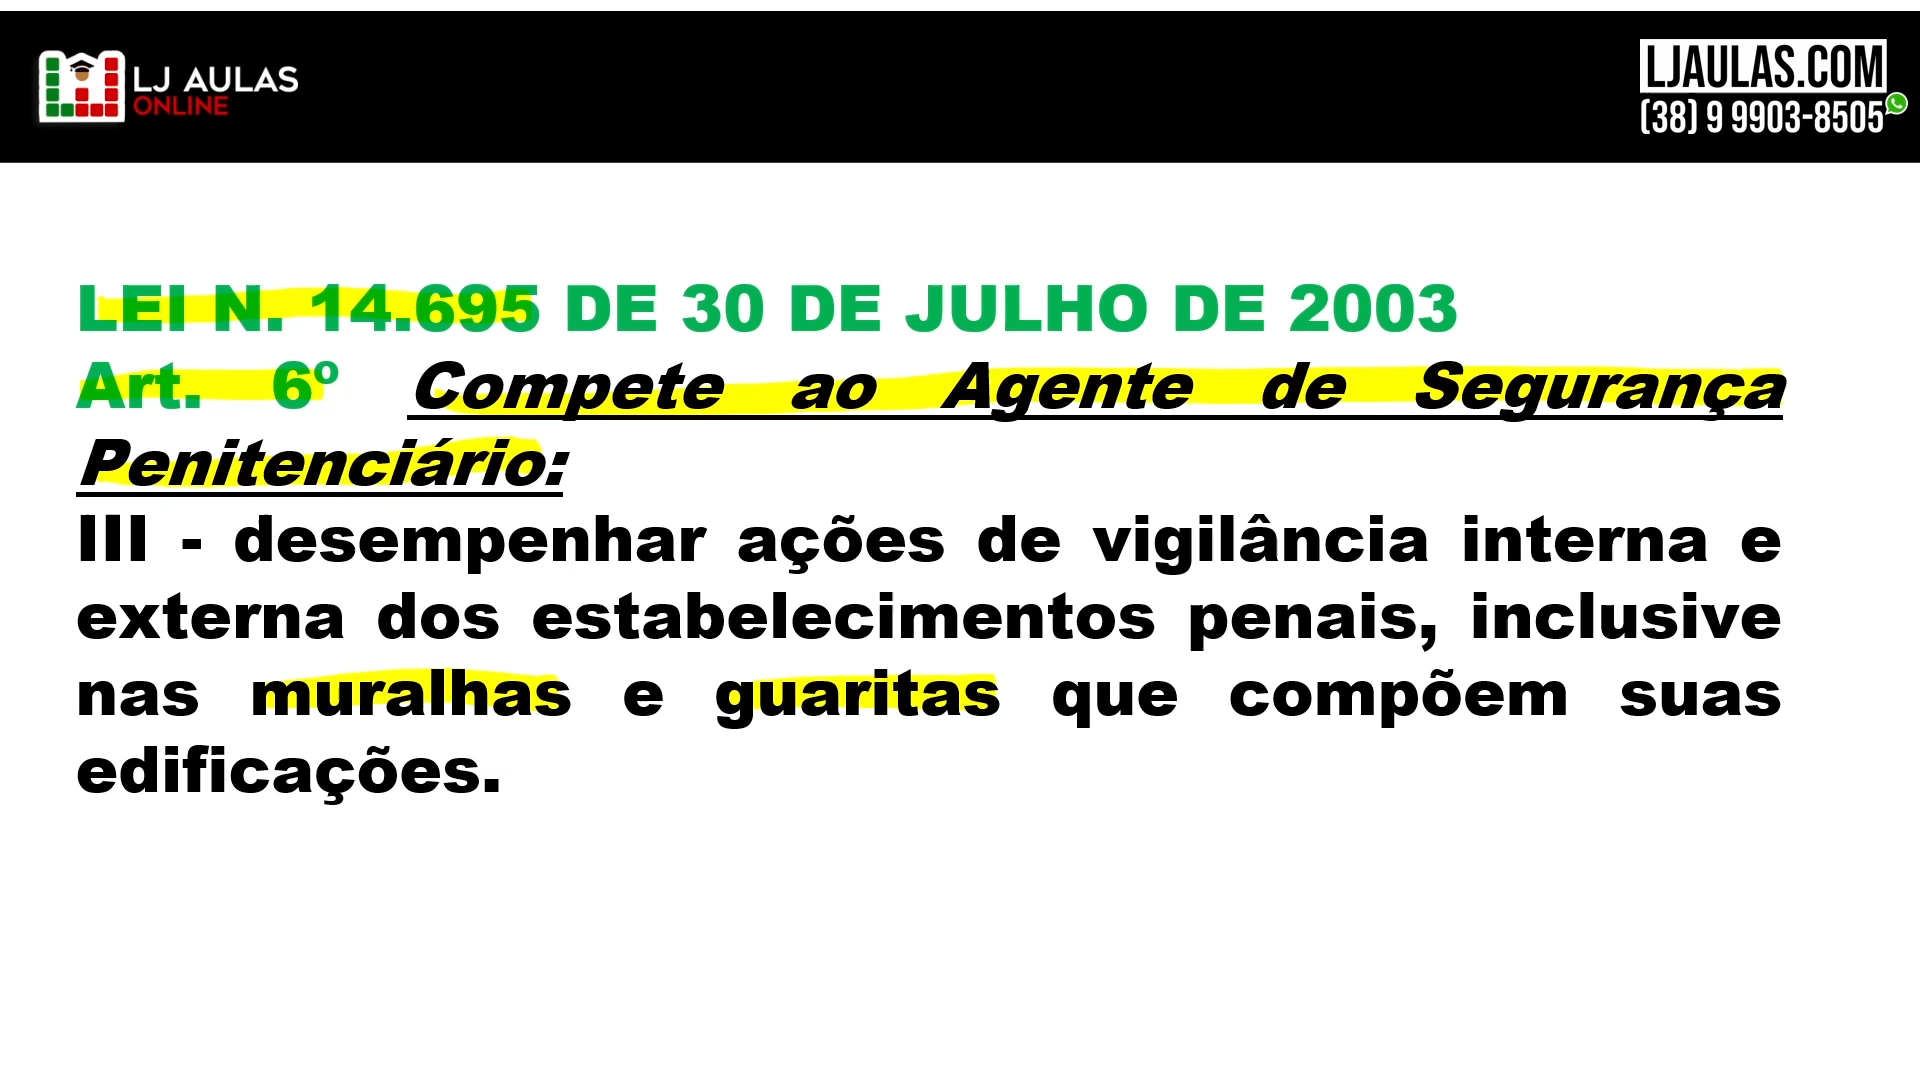 LJ AULAS
ONLINE
LJAULAS.COM
(38) 9 9903-8505
LEI N. 14.695 DE 30 DE JULHO DE 2003
Art. 6º Compete ao Agente de Segurança
Penitenciário:
III - desempenhar ações de vigilância interna e
externa dos estabelecimentos penais, inclusive
nas muralhas e guaritas que compõem suas
edificações.